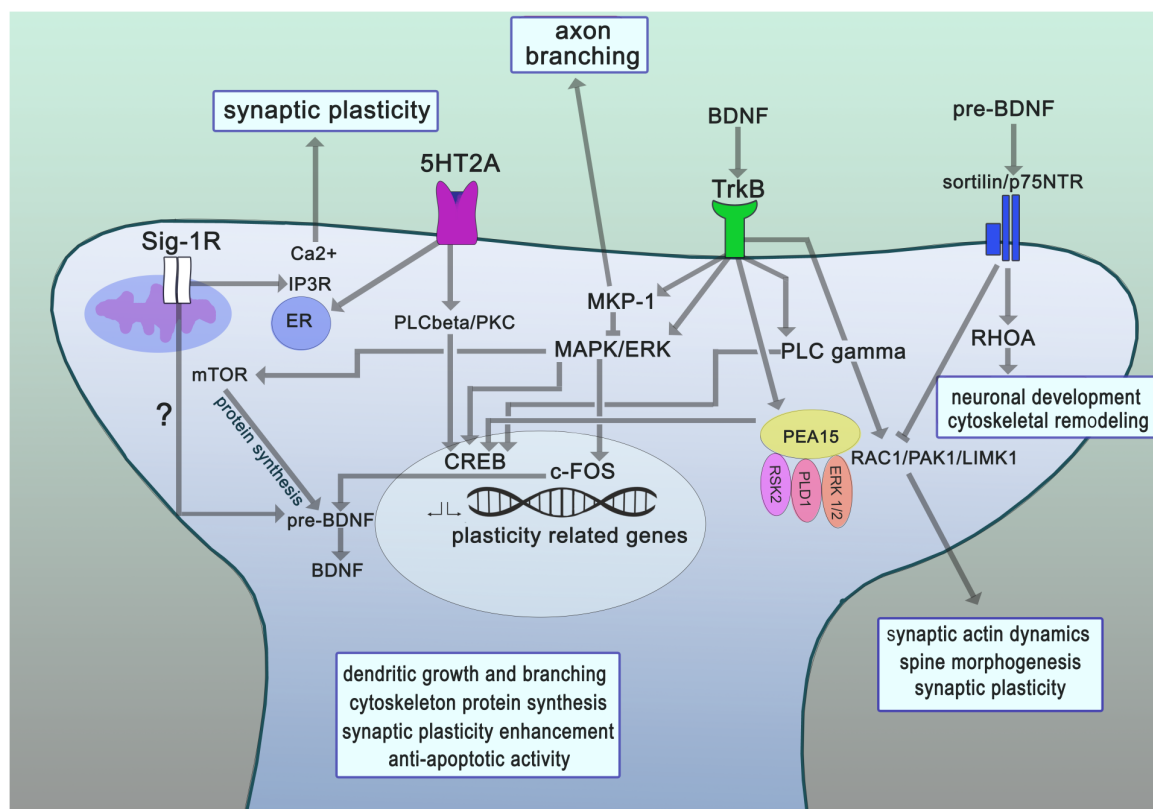 axon
branching
synaptic plasticity
BDNF
pre-BDNF
5HT2A
TrkB
sortilin/p75NTR
Sig-1R
Ca2+
IP3R
ER
MKP-1
PLCbeta/PKC
MAPK/ERK
PLC gamma
RHOA
mTOR
?
protein synthesis
neuronal development
cytoskeletal remodeling
PEA15
RSK2
PLD1
ERK 1/2
RAC1/PAK1/LIMK1
CREB
c-FOS
pre-BDNF
plasticity related genes
BDNF
synaptic actin dynamics
spine morphogenesis
synaptic plasticity
dendritic growth and branching
cytoskeleton protein synthesis
synaptic plasticity enhancement
anti-apoptotic activity